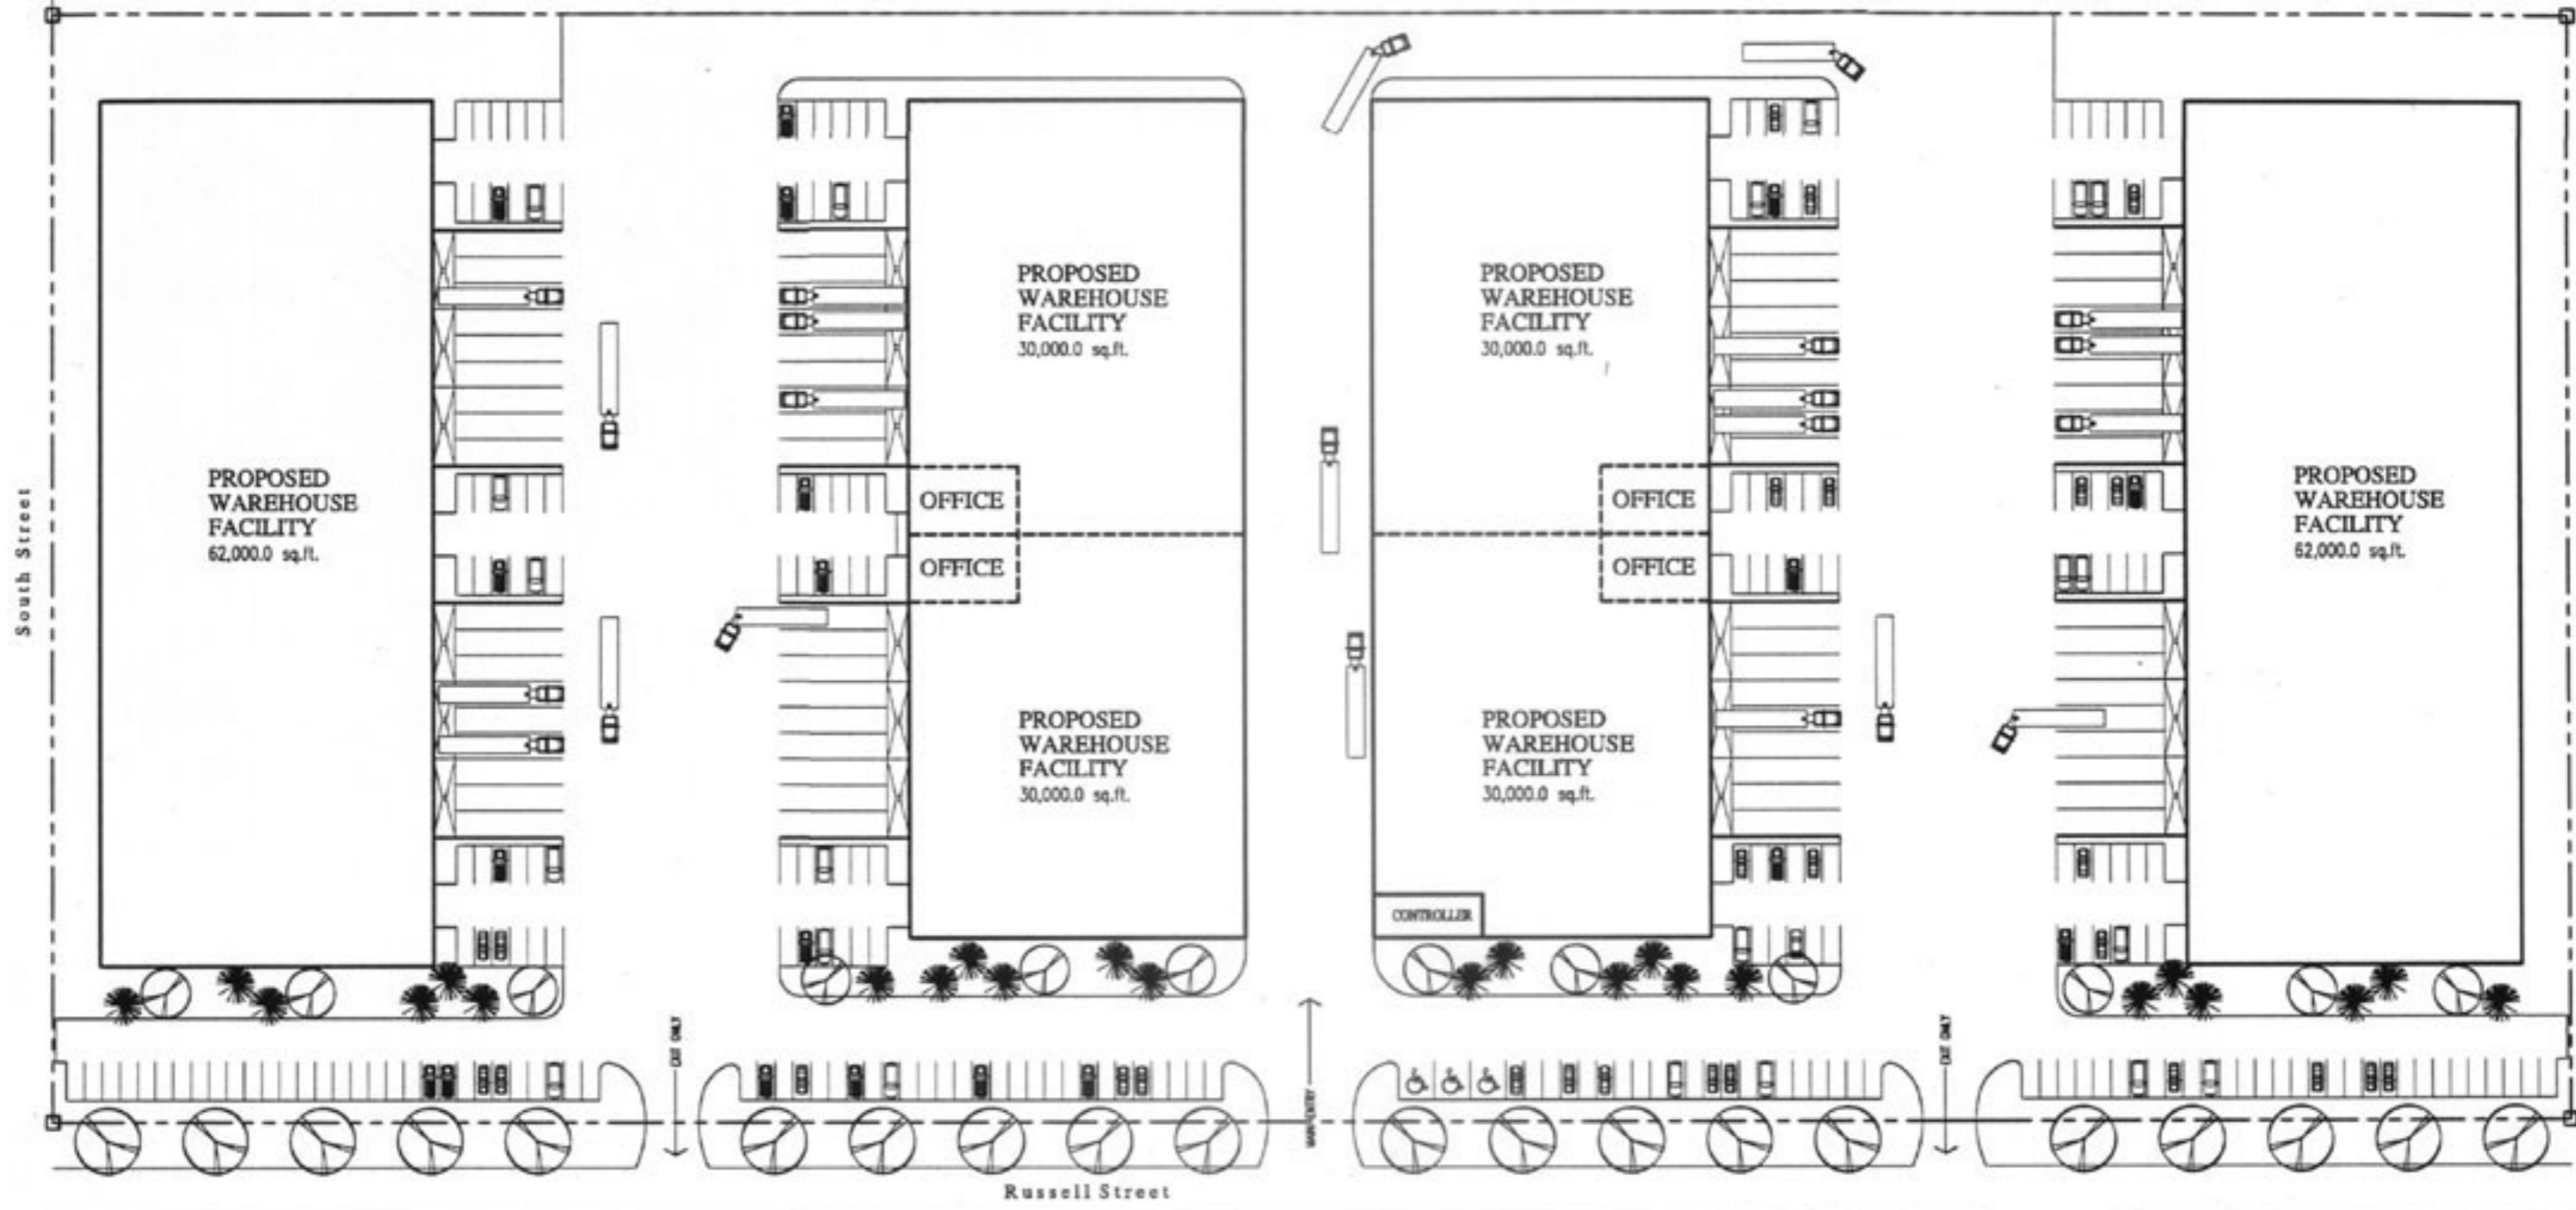 PROPOSED
WAREHOUSE
FACILITY
62,000.0 sq.ft.
PROPOSED
WAREHOUSE
FACILITY
30,000.0 sq.ft.
PROPOSED
WAREHOUSE
FACILITY
30,000.0 sq.ft.
PROPOSED
WAREHOUSE
FACILITY
62,000.0 sq.ft.
OFFICE
OFFICE
OFFICE
OFFICE
PROPOSED
WAREHOUSE
FACILITY
30,000.0 sq.ft.
PROPOSED
WAREHOUSE
FACILITY
30,000.0 sq.ft.
CONTROLLER
South Street
EXIT ONLY
MAIN ENTRY
EXIT ONLY
Russell Street